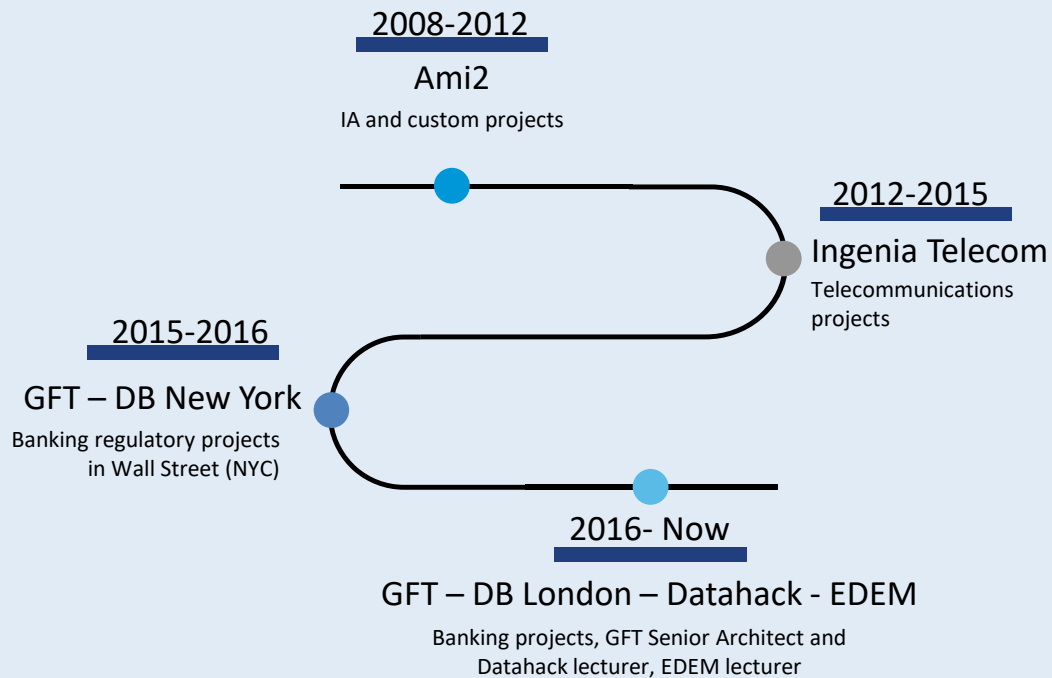 2008-2012
Ami2
IA and custom projects
2012-2015
Ingenia Telecom
Telecommunications
projects
2015-2016
GFT – DB New York
Banking regulatory projects
in Wall Street (NYC)
2016- Now
GFT – DB London – Datahack - EDEM
Banking projects, GFT Senior Architect and
Datahack lecturer, EDEM lecturer